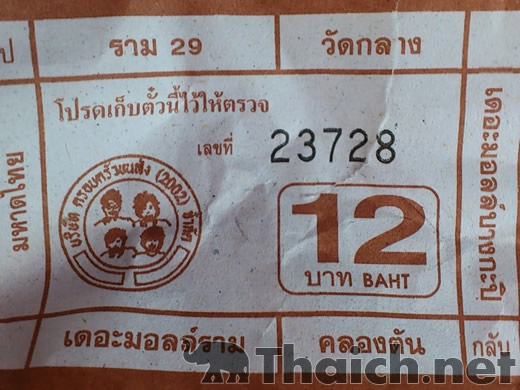 ป
ราม 29
วัดกลาง
โปรดเก็บตั๋วนี้ไว้ให้ตรวจ
เลขที่ 23728
มหาดไทย
บริษัท ครอบครัวขนส่ง (2002) จำกัด
12
บาท BAHT
เดอะมอลล์บางกะปิ
เดอะมอลล์ราม
คลองตัน
กลับ
Thaich.net